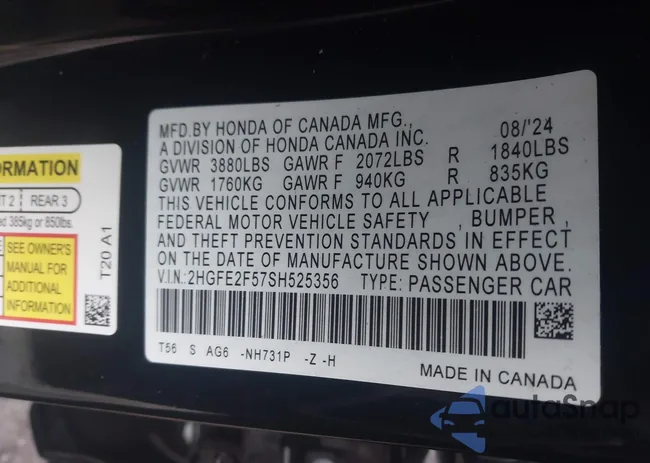 MFD.BY HONDA OF CANADA MFG.,
A DIVISION OF HONDA CANADA INC. 08/'24
GVWR 3880LBS GAWR F 2072LBS R 1840LBS
GVWR 1760KG GAWR F 940KG R 835KG
THIS VEHICLE CONFORMS TO ALL APPLICABLE
FEDERAL MOTOR VEHICLE SAFETY , BUMPER ,
AND THEFT PREVENTION STANDARDS IN EFFECT
ON THE DATE OF MANUFACTURE SHOWN ABOVE.
V.I.N.:2HGFE2F57SH525356 TYPE: PASSENGER CAR
T56 S AG6 -NH731P -Z -H
MADE IN CANADA
ORMATION
T 2 REAR 3
ed 385kg or 850lbs.
SEE OWNER'S
MANUAL FOR
ADDITIONAL
INFORMATION
T20 A1
autoSnap